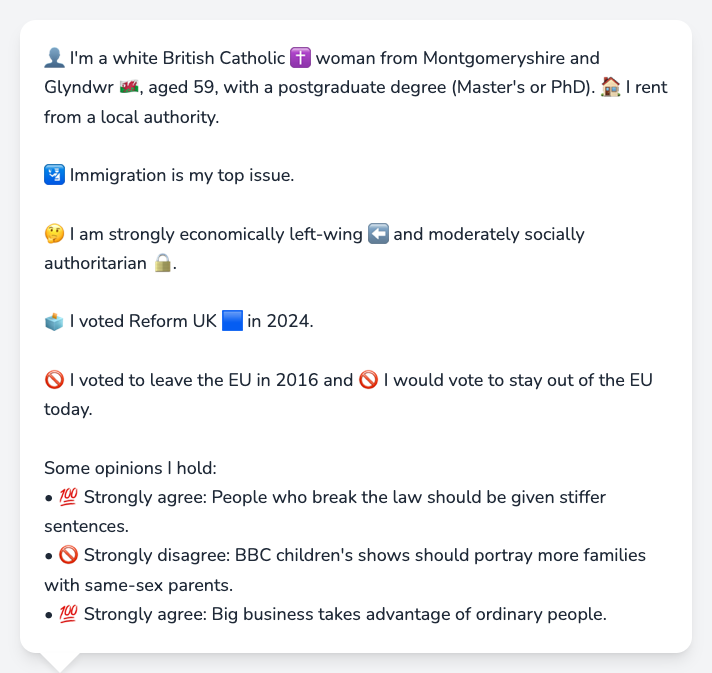 👤 I'm a white British Catholic ✝️ woman from Montgomeryshire and
Glyndwr 🏴󠁧󠁢󠁷󠁬󠁳󠁿, aged 59, with a postgraduate degree (Master's or PhD). 🏠 I rent
from a local authority.
🛂 Immigration is my top issue.
🤔 I am strongly economically left-wing ⬅️ and moderately socially
authoritarian 🔒.
🗳️ I voted Reform UK 🟦 in 2024.
🚫 I voted to leave the EU in 2016 and 🚫 I would vote to stay out of the EU
today.
Some opinions I hold:
• 💯 Strongly agree: People who break the law should be given stiffer
sentences.
• 🚫 Strongly disagree: BBC children's shows should portray more families
with same-sex parents.
• 💯 Strongly agree: Big business takes advantage of ordinary people.